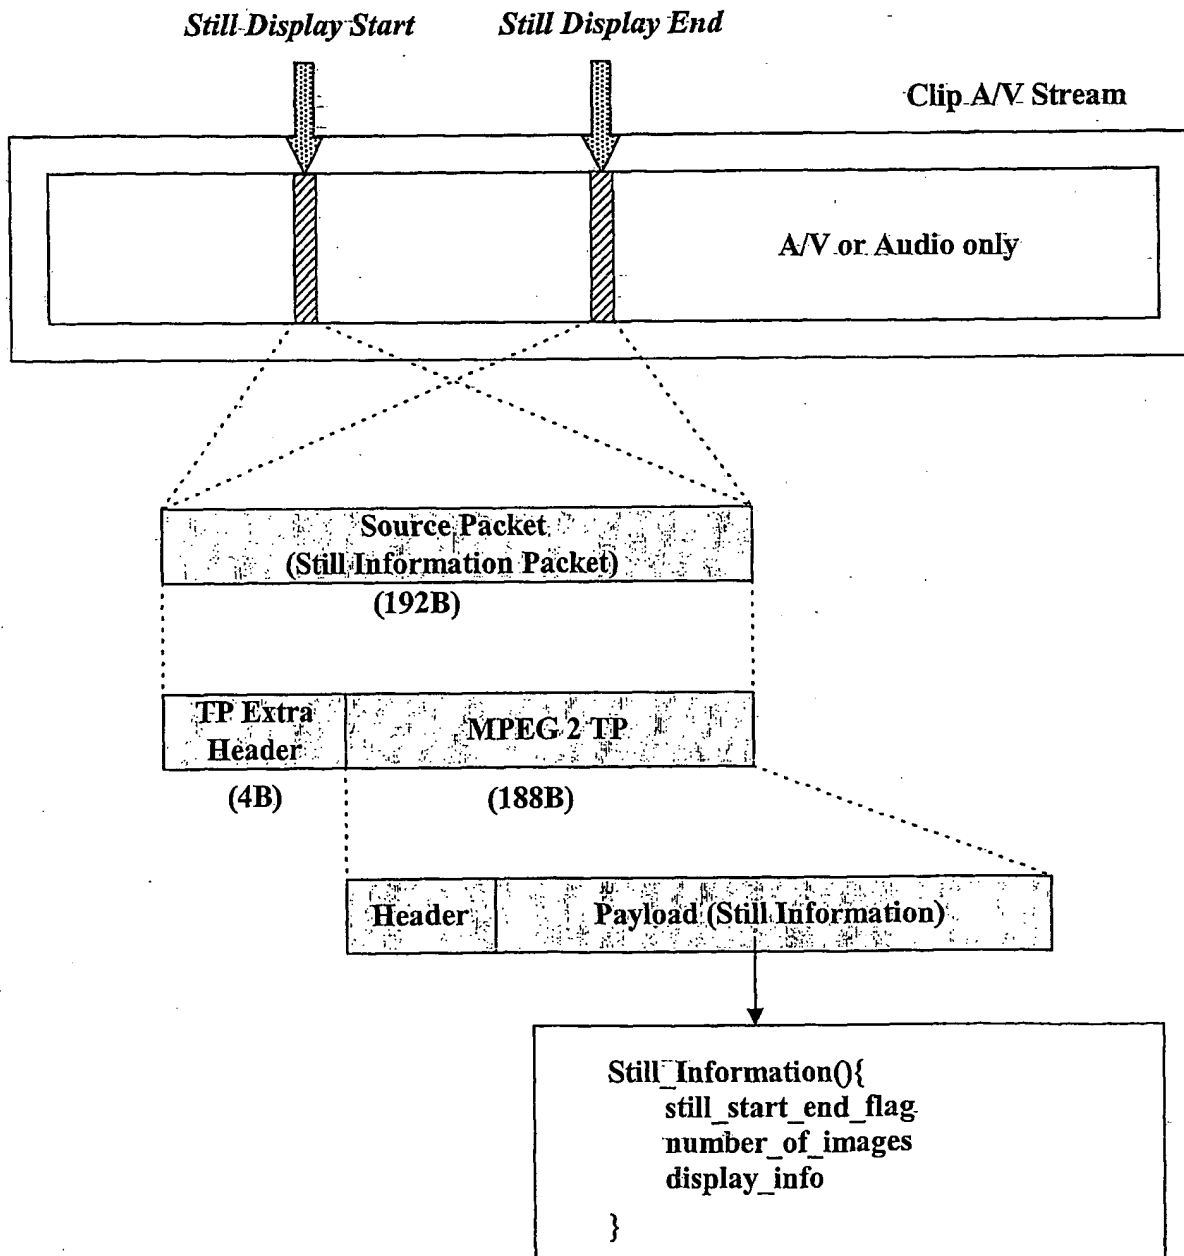 Still Display Start
Still Display End
Clip A/V Stream
A/V or Audio only
Source Packet
(Still Information Packet)
(192B)
TP Extra
Header
MPEG 2 TP
(4B)
(188B)
Header
Payload (Still Information)
Still_Information(){
still_start_end_flag
number_of_images
display_info
}